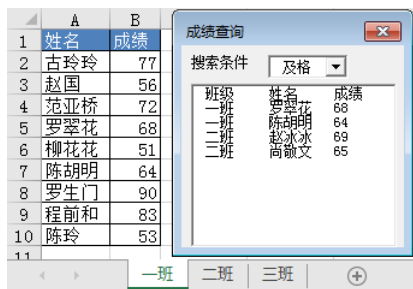 A B
1 姓名 成绩
2 古玲玲 77
3 赵国 56
4 范亚桥 72
5 罗翠花 68
6 柳花花 51
7 陈胡明 64
8 罗生门 90
9 程前和 83
10 陈玲 53
11
成绩查询
搜索条件 及格
班级 姓名 成绩
一班 罗翠花 68
一班 陈胡明 64
二班 赵冰冰 69
二班 尚敬文 65
一班 二班 三班